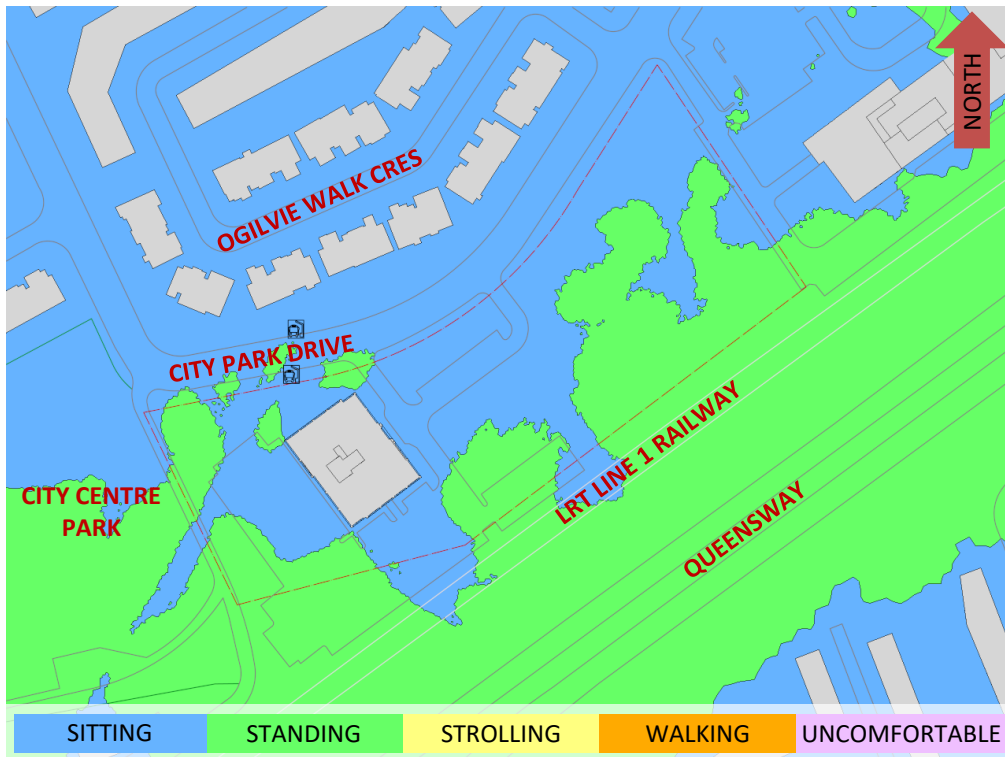 NORTH
OGILVIE WALK CRES
CITY PARK DRIVE
CITY CENTRE
PARK
LRT LINE 1 RAILWAY
QUEENSWAY
SITTING
STANDING
STROLLING
WALKING
UNCOMFORTABLE